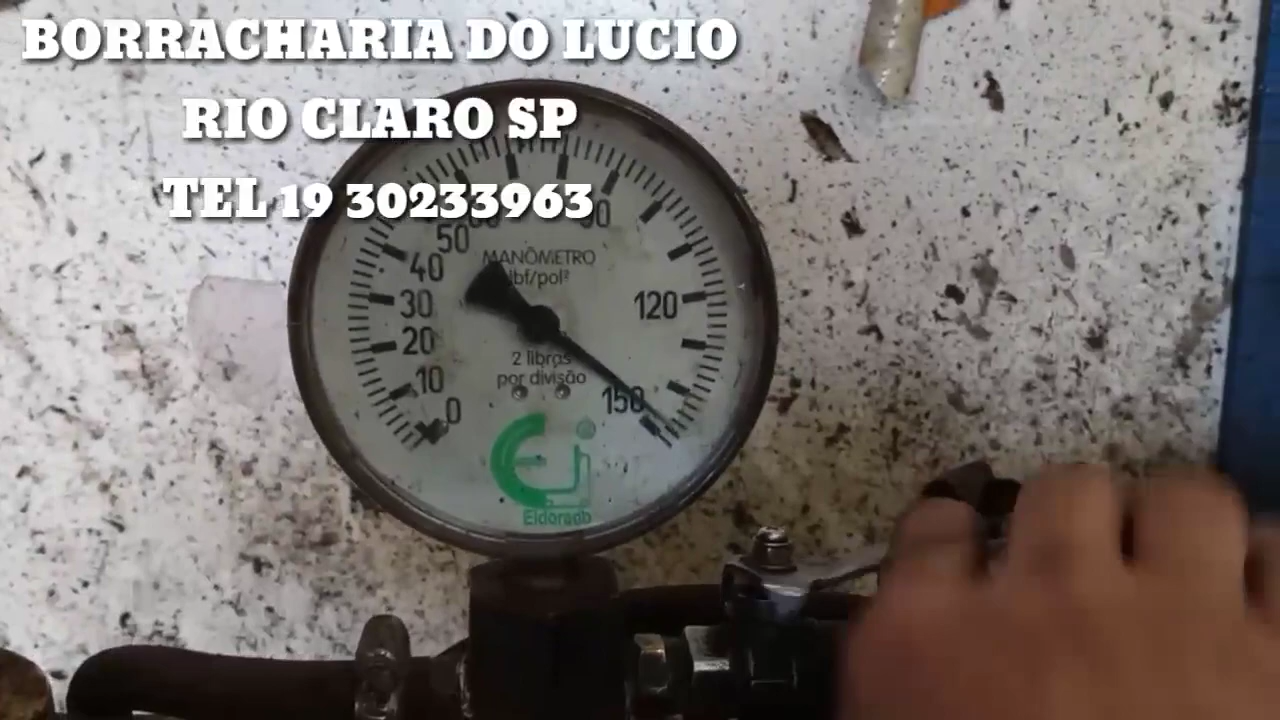 BORRACHARIA DO LUCIO
RIO CLARO SP
TEL 19 30233963
50
40
30
20
10
0
90
120
150
MANÔMETRO
lbf/pol²
2 libras
por divisão
Eldorado